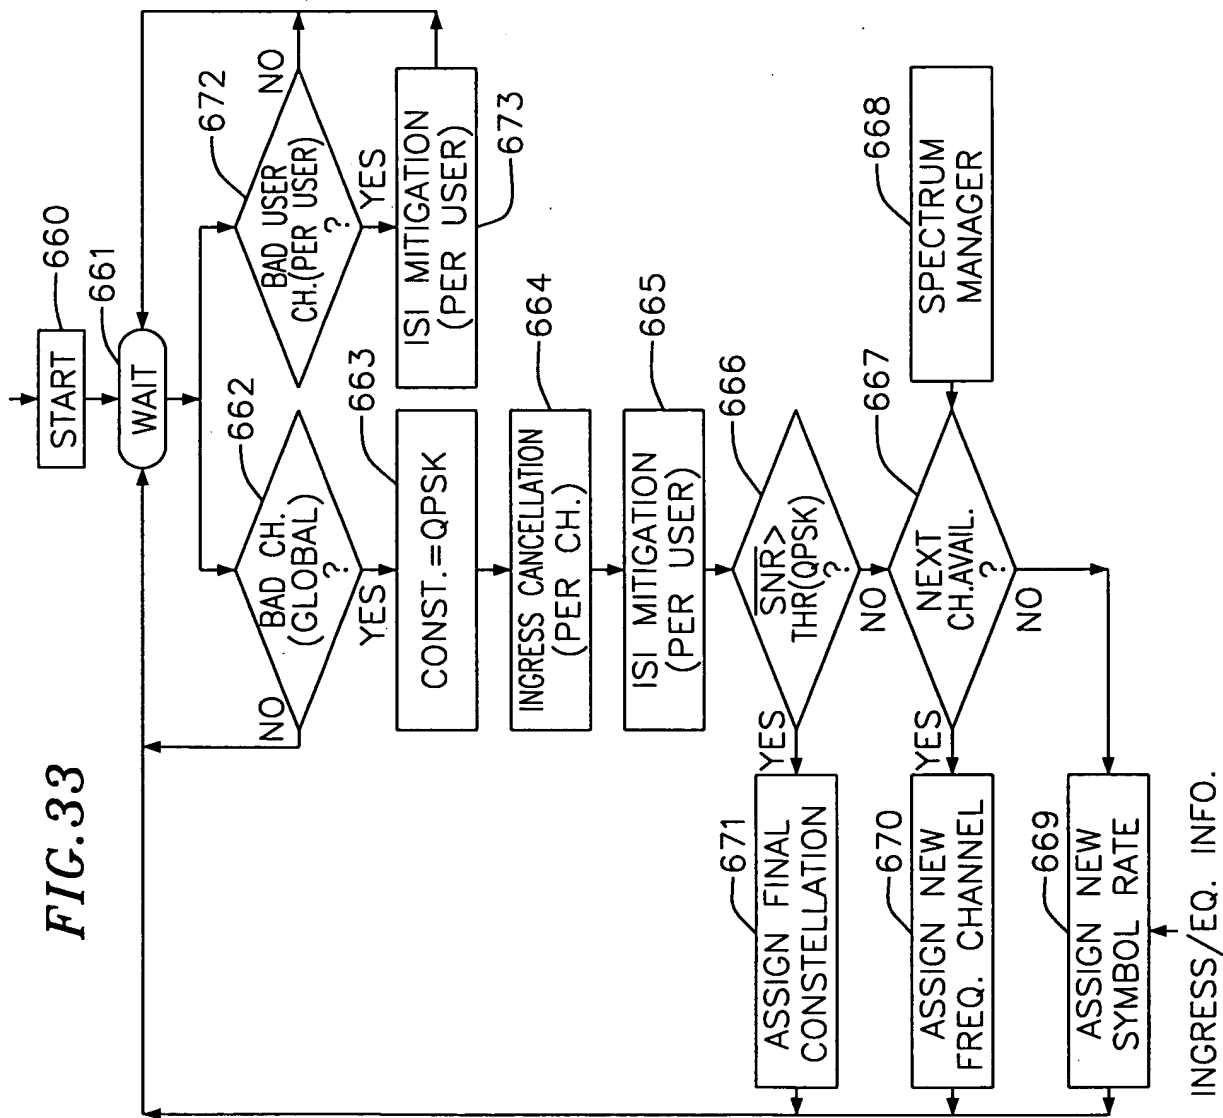 FIG.33
START
660
WAIT
661
BAD CH.
(GLOBAL)
?
662
NO
YES
BAD USER
CH.(PER USER)
?
672
NO
YES
CONST.=QPSK
663
ISI MITIGATION
(PER USER)
673
INGRESS CANCELLATION
(PER CH.)
664
ISI MITIGATION
(PER USER)
665
SNR>
THR(QPSK)
?
666
YES
NO
ASSIGN FINAL
CONSTELLATION
671
NEXT
CH.AVAIL.
?
667
YES
NO
SPECTRUM
MANAGER
668
ASSIGN NEW
FREQ. CHANNEL
670
ASSIGN NEW
SYMBOL RATE
669
INGRESS/EQ. INFO.